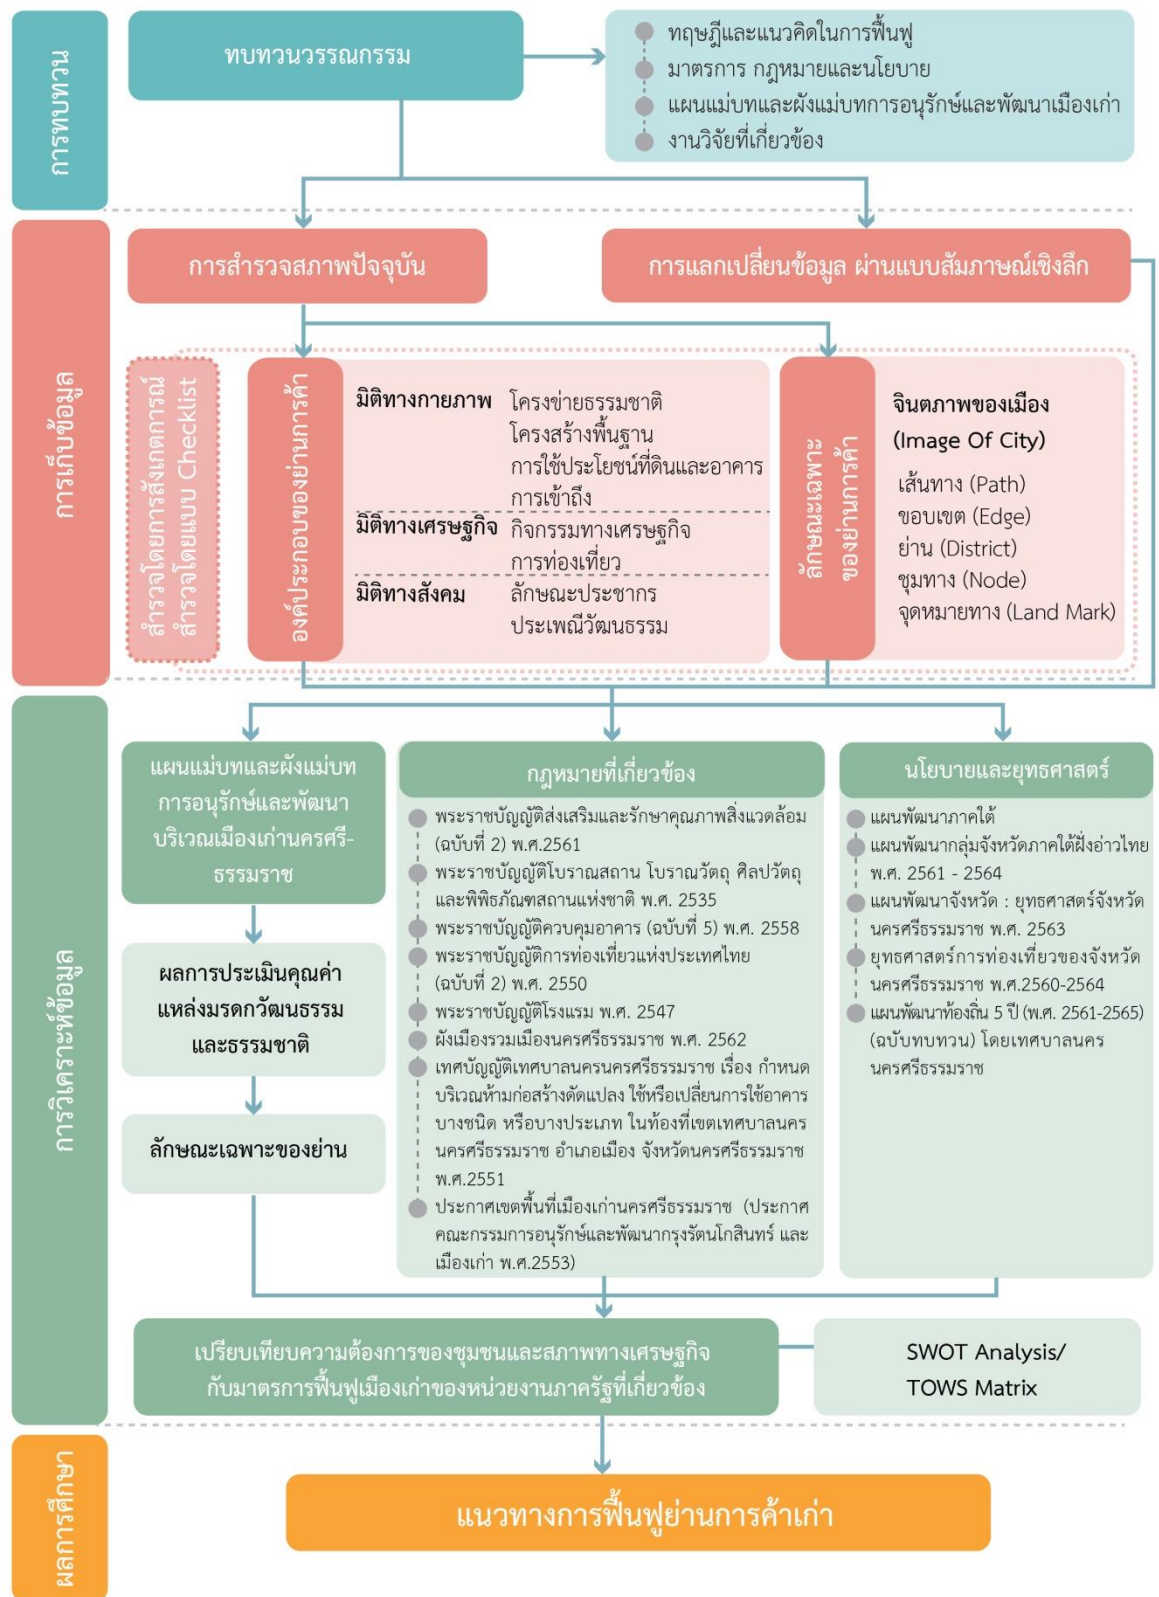 การทบทวน
ทบทวนวรรณกรรม
ทฤษฎีและแนวคิดในการฟื้นฟู
มาตรการ กฎหมายและนโยบาย
แผนแม่บทและผังแม่บทการอนุรักษ์และพัฒนาเมืองเก่า
งานวิจัยที่เกี่ยวข้อง
การเก็บข้อมูล
การสำรวจสภาพปัจจุบัน
การแลกเปลี่ยนข้อมูล ผ่านแบบสัมภาษณ์เชิงลึก
สำรวจโดยการสังเกตการณ์
สำรวจโดยแบบ Checklist
องค์ประกอบของย่านการค้า
มิติทางกายภาพ
โครงข่ายธรรมชาติ
โครงสร้างพื้นฐาน
การใช้ประโยชน์ที่ดินและอาคาร
การเข้าถึง
มิติทางเศรษฐกิจ
กิจกรรมทางเศรษฐกิจ
การท่องเที่ยว
มิติทางสังคม
ลักษณะประชากร
ประเพณีวัฒนธรรม
ลักษณะเฉพาะ
ของย่านการค้า
จินตภาพของเมือง
(Image Of City)
เส้นทาง (Path)
ขอบเขต (Edge)
ย่าน (District)
ชุมทาง (Node)
จุดหมายทาง (Land Mark)
การวิเคราะห์ข้อมูล
แผนแม่บทและผังแม่บท
การอนุรักษ์และพัฒนา
บริเวณเมืองเก่านครศรี-
ธรรมราช
ผลการประเมินคุณค่า
แหล่งมรดกวัฒนธรรม
และธรรมชาติ
ลักษณะเฉพาะของย่าน
กฎหมายที่เกี่ยวข้อง
พระราชบัญญัติส่งเสริมและรักษาคุณภาพสิ่งแวดล้อม
(ฉบับที่ 2) พ.ศ.2561
พระราชบัญญัติโบราณสถาน โบราณวัตถุ ศิลปวัตถุ
และพิพิธภัณฑสถานแห่งชาติ พ.ศ. 2535
พระราชบัญญัติควบคุมอาคาร (ฉบับที่ 5) พ.ศ. 2558
พระราชบัญญัติการท่องเที่ยวแห่งประเทศไทย
(ฉบับที่ 2) พ.ศ. 2550
พระราชบัญญัติโรงแรม พ.ศ. 2547
ผังเมืองรวมเมืองนครศรีธรรมราช พ.ศ. 2562
เทศบัญญัติเทศบาลนครนครศรีธรรมราช เรื่อง กำหนด
บริเวณห้ามก่อสร้างดัดแปลง ใช้หรือเปลี่ยนการใช้อาคาร
บางชนิด หรือบางประเภท ในท้องที่เขตเทศบาลนคร
นครศรีธรรมราช อำเภอเมือง จังหวัดนครศรีธรรมราช
พ.ศ.2551
ประกาศเขตพื้นที่เมืองเก่านครศรีธรรมราช (ประกาศ
คณะกรรมการอนุรักษ์และพัฒนากรุงรัตนโกสินทร์ และ
เมืองเก่า พ.ศ.2553)
นโยบายและยุทธศาสตร์
แผนพัฒนาภาคใต้
แผนพัฒนากลุ่มจังหวัดภาคใต้ฝั่งอ่าวไทย
พ.ศ. 2561 - 2564
แผนพัฒนาจังหวัด : ยุทธศาสตร์จังหวัด
นครศรีธรรมราช พ.ศ. 2563
ยุทธศาสตร์การท่องเที่ยวของจังหวัด
นครศรีธรรมราช พ.ศ.2560-2564
แผนพัฒนาท้องถิ่น 5 ปี (พ.ศ. 2561-2565)
(ฉบับทบทวน) โดยเทศบาลนคร
นครศรีธรรมราช
เปรียบเทียบความต้องการของชุมชนและสภาพทางเศรษฐกิจ
กับมาตรการฟื้นฟูเมืองเก่าของหน่วยงานภาครัฐที่เกี่ยวข้อง
SWOT Analysis/
TOWS Matrix
ผลการศึกษา
แนวทางการฟื้นฟูย่านการค้าเก่า